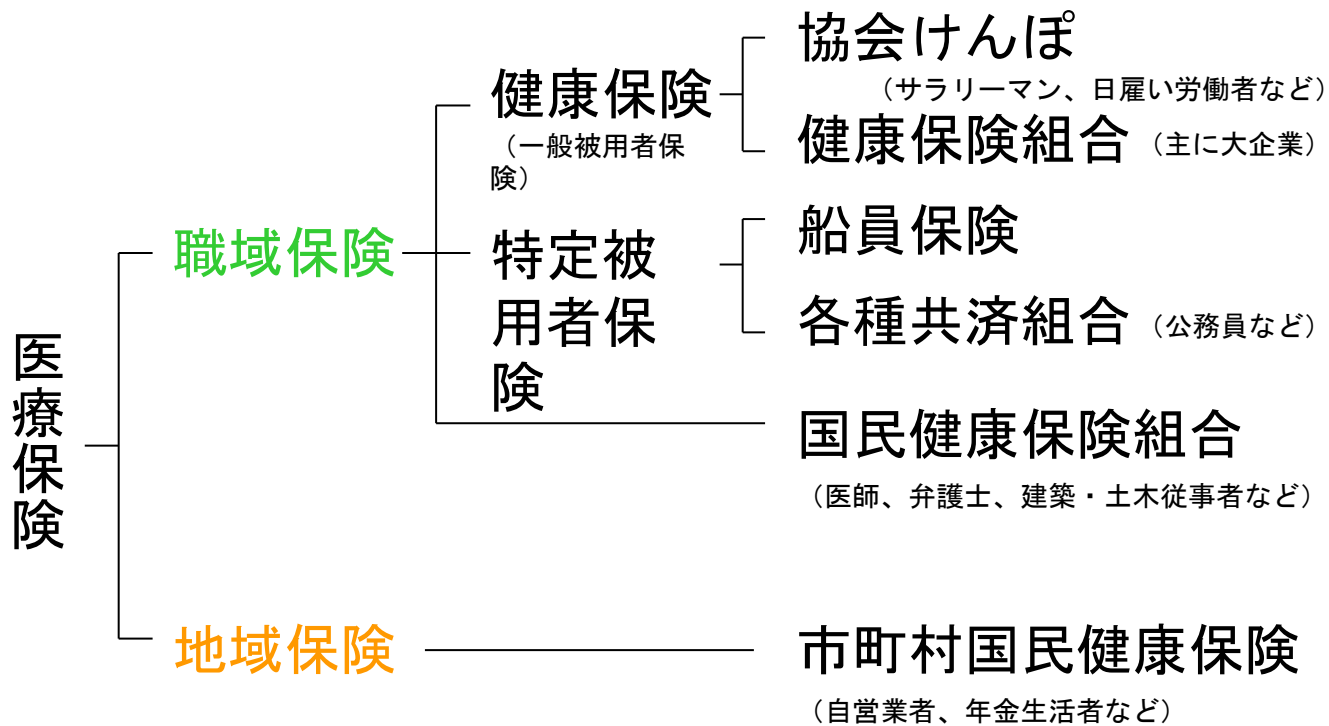 医療保険
職域保険
健康保険
（一般被用者保
険）
協会けんぽ
（サラリーマン、日雇い労働者など）
健康保険組合（主に大企業）
特定被
用者保
険
船員保険
各種共済組合（公務員など）
国民健康保険組合
（医師、弁護士、建築・土木従事者など）
地域保険
市町村国民健康保険
（自営業者、年金生活者など）